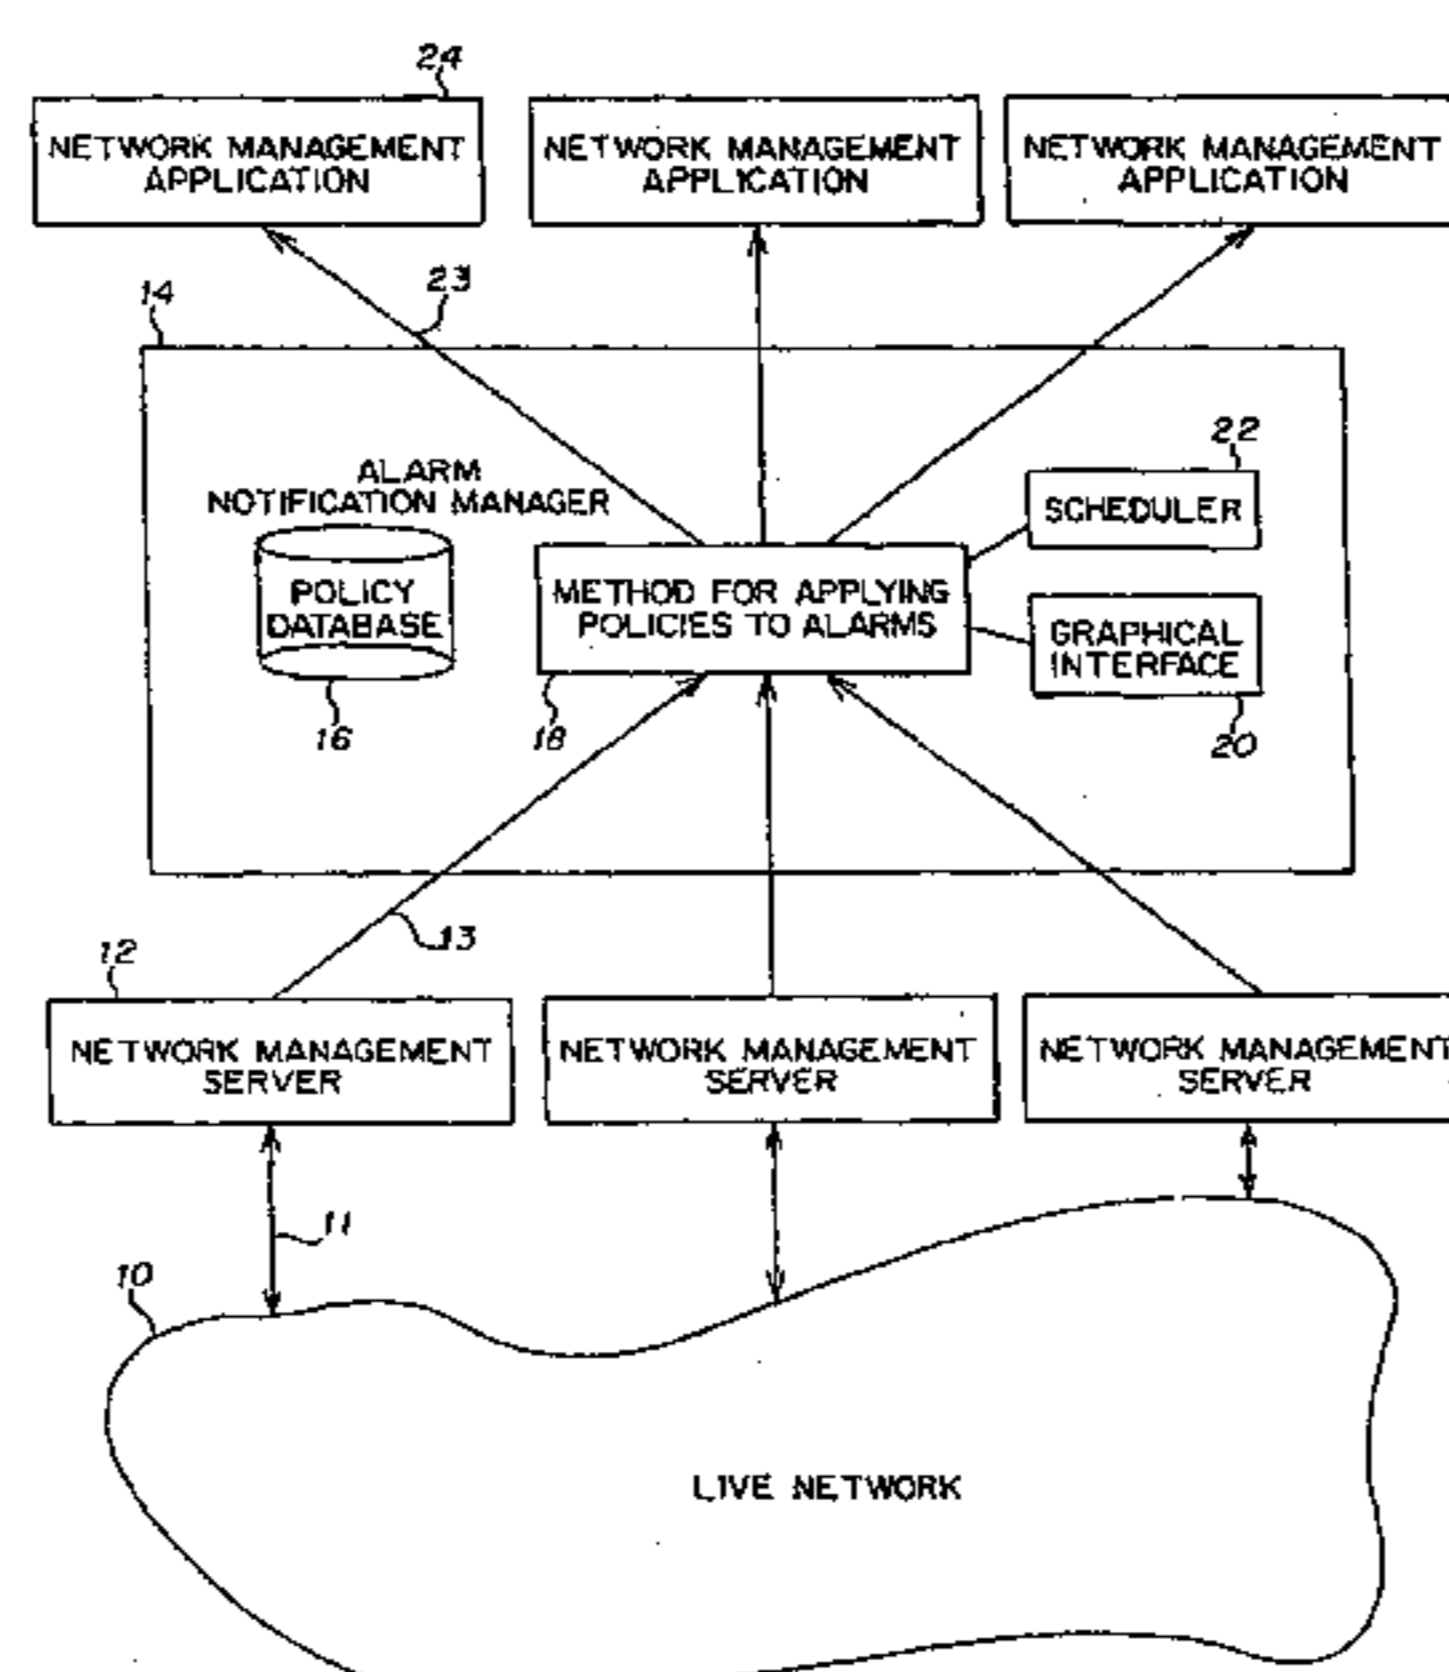 24
NETWORK MANAGEMENT
APPLICATION
NETWORK MANAGEMENT
APPLICATION
NETWORK MANAGEMENT
APPLICATION
23
14
22
ALARM
NOTIFICATION MANAGER
SCHEDULER
POLICY
DATABASE
METHOD FOR APPLYING
POLICIES TO ALARMS
GRAPHICAL
INTERFACE
16
18
20
13
12
NETWORK MANAGEMENT
SERVER
NETWORK MANAGEMENT
SERVER
NETWORK MANAGEMENT
SERVER
11
10
LIVE NETWORK